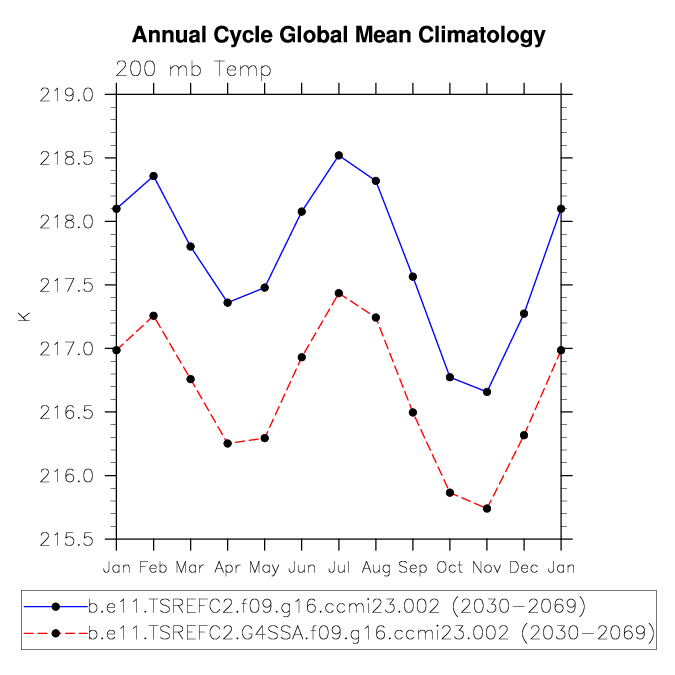 Annual Cycle Global Mean Climatology
200 mb Temp
219.0
218.5
218.0
217.5
217.0
216.5
216.0
215.5
K
Jan Feb Mar Apr May Jun Jul Aug Sep Oct Nov Dec Jan
b.e11.TSREFC2.f09.g16.ccmi23.002 (2030-2069)
b.e11.TSREFC2.G4SSA.f09.g16.ccmi23.002 (2030-2069)